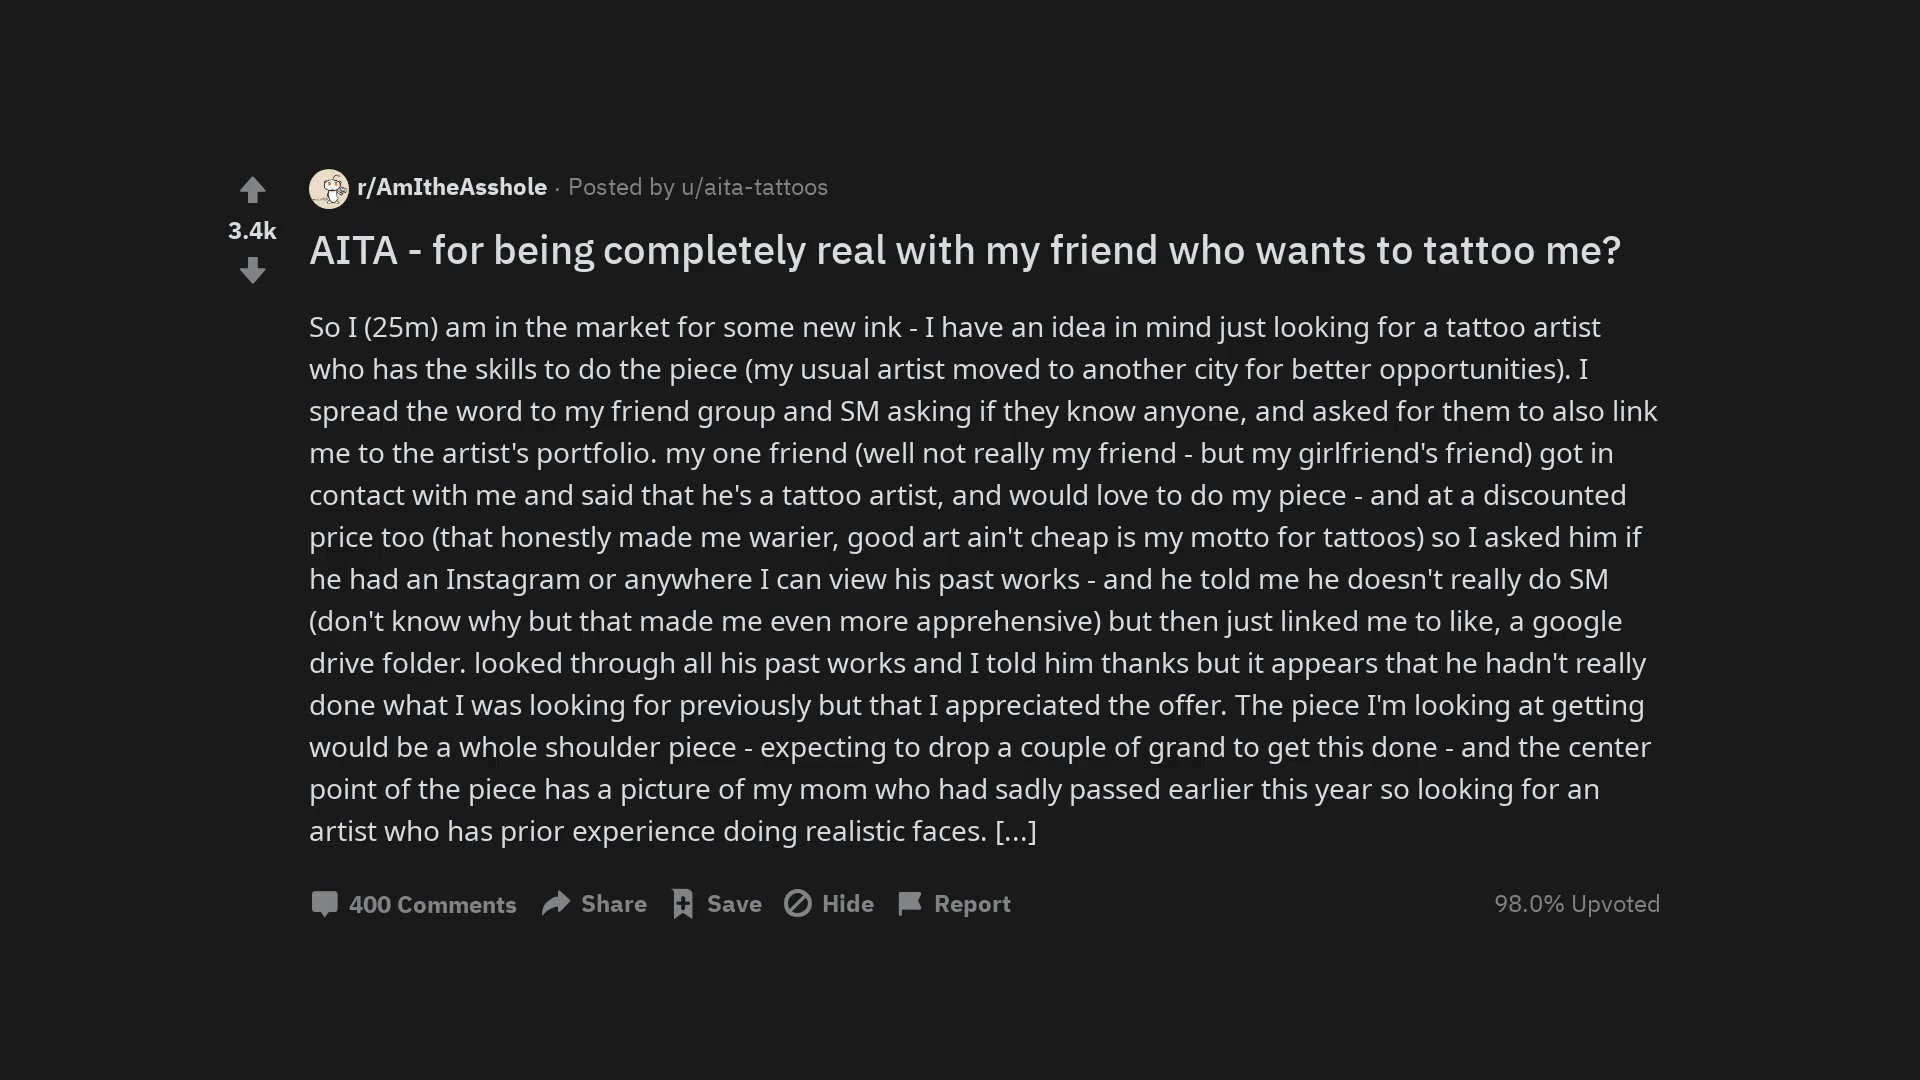 r/AmItheAsshole · Posted by u/aita-tattoos
3.4k
AITA - for being completely real with my friend who wants to tattoo me?
So I (25m) am in the market for some new ink - I have an idea in mind just looking for a tattoo artist
who has the skills to do the piece (my usual artist moved to another city for better opportunities). I
spread the word to my friend group and SM asking if they know anyone, and asked for them to also link
me to the artist's portfolio. my one friend (well not really my friend - but my girlfriend's friend) got in
contact with me and said that he's a tattoo artist, and would love to do my piece - and at a discounted
price too (that honestly made me warier, good art ain't cheap is my motto for tattoos) so I asked him if
he had an Instagram or anywhere I can view his past works - and he told me he doesn't really do SM
(don't know why but that made me even more apprehensive) but then just linked me to like, a google
drive folder. looked through all his past works and I told him thanks but it appears that he hadn't really
done what I was looking for previously but that I appreciated the offer. The piece I'm looking at getting
would be a whole shoulder piece - expecting to drop a couple of grand to get this done - and the center
point of the piece has a picture of my mom who had sadly passed earlier this year so looking for an
artist who has prior experience doing realistic faces. [...]
400 Comments Share Save Hide Report 98.0% Upvoted